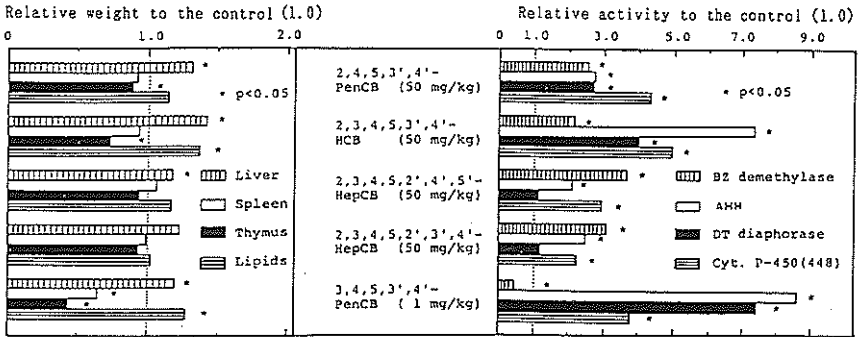 Relative weight to the control (1.0)
Relative activity to the control (1.0)
0 1.0 2
0 1.0 3.0 5.0 7.0 9.0
2,4,5,3',4'-
PenCB (50 mg/kg)
* p<0.05
* p<0.05
2,3,4,5,3',4'-
HCB (50 mg/kg)
Liver
Spleen
Thymus
Lipids
2,3,4,5,2',4',5'-
HepCB (50 mg/kg)
BZ demethylase
AHH
DT diaphorase
Cyt. P-450(448)
2,3,4,5,2',3',4'-
HepCB (50 mg/kg)
3,4,5,3',4'-
PenCB ( 1 mg/kg)